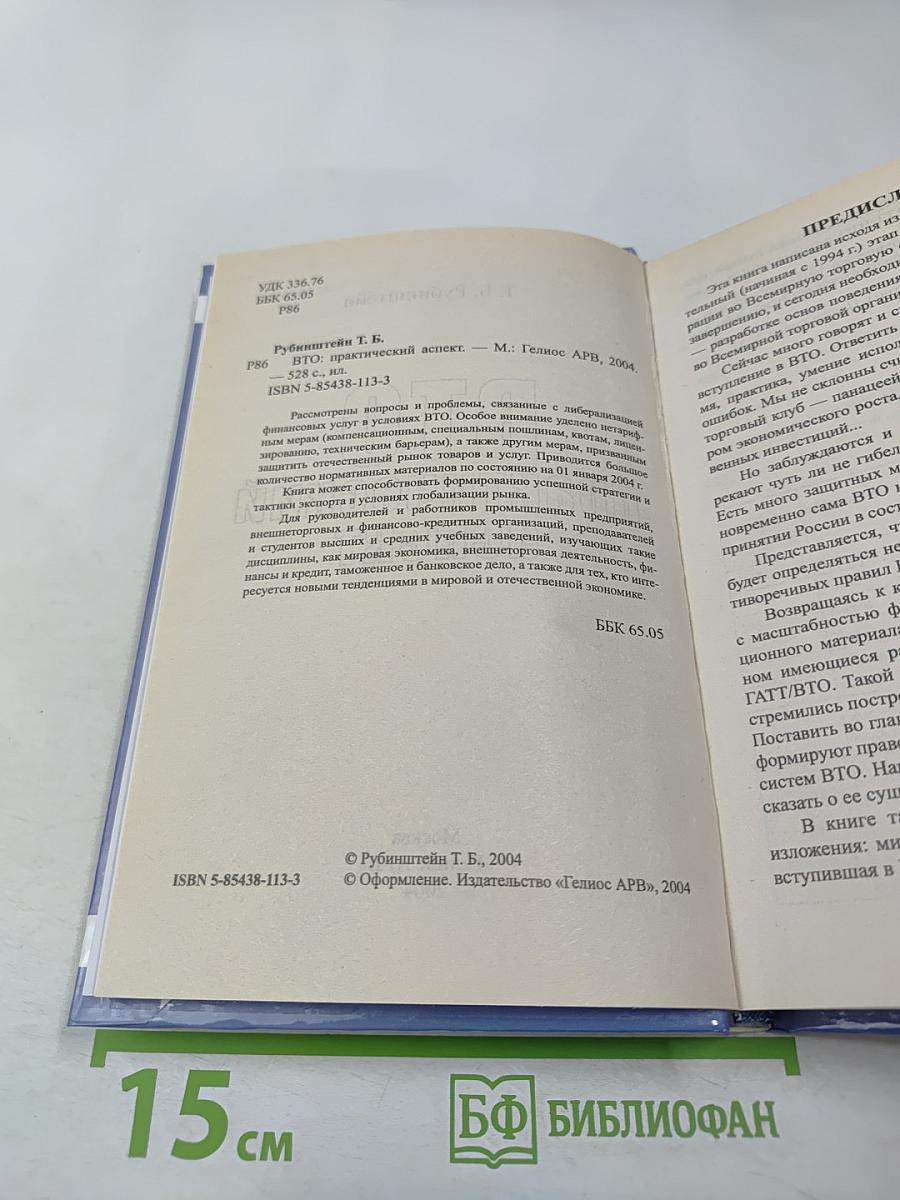 УДК 336.76
ББК 65.05
Р86
Рубинштейн Т. Б.
Р86 ВТО: практический аспект. — М.: Гелиос АРВ, 2004.
— 528 с., ил.
ISBN 5-85438-113-3
Рассмотрены вопросы и проблемы, связанные с либерализацией
финансовых услуг в условиях ВТО. Особое внимание уделено нетариф-
ным мерам (компенсационным, специальным пошлинам, квотам, лицен-
зированию, техническим барьерам), а также другим мерам, призванным
защитить отечественный рынок товаров и услуг. Приводится большое
количество нормативных материалов по состоянию на 01 января 2004 г.
Книга может способствовать формированию успешной стратегии и
тактики экспорта в условиях глобализации рынка.
Для руководителей и работников промышленных предприятий,
внешнеторговых и финансово-кредитных организаций, преподавателей
и студентов высших и средних учебных заведений, изучающих такие
дисциплины, как мировая экономика, внешнеторговая деятельность, фи-
нансы и кредит, таможенное и банковское дело, а также для тех, кто инте-
ресуется новыми тенденциями в мировой и отечественной экономике.
ББК 65.05
© Рубинштейн Т. Б., 2004
ISBN 5-85438-113-3 © Оформление. Издательство «Гелиос АРВ», 2004
ПРЕДИСЛ
Эта книга написана исходя из
тельный (начиная с 1994 г.) этап
рации во Всемирную торговую
завершению, и сегодня необходи
— разработке основ поведения
во Всемирной торговой органи
Сейчас много говорят и с
вступление в ВТО. Ответить
мя, практика, умение испол
ошибок. Мы не склонны счи
торговый клуб — панацеей
ром экономического роста,
венных инвестиций...
Но заблуждаются и
рекают чуть ли не гибел
Есть много защитных м
новременно сама ВТО н
принятии России в сост
Представляется, чт
будет определяться не
тиворечивых правил
Возвращаясь к к
с масштабностью ф
ционного материала
ном имеющиеся ра
ГАТТ/ВТО. Такой
стремились постро
Поставить во гла
формируют право
систем ВТО. Наш
сказать о ее сущ
В книге та
изложения: ми
вступившая в
15 см
БФ БИБЛИОФАН